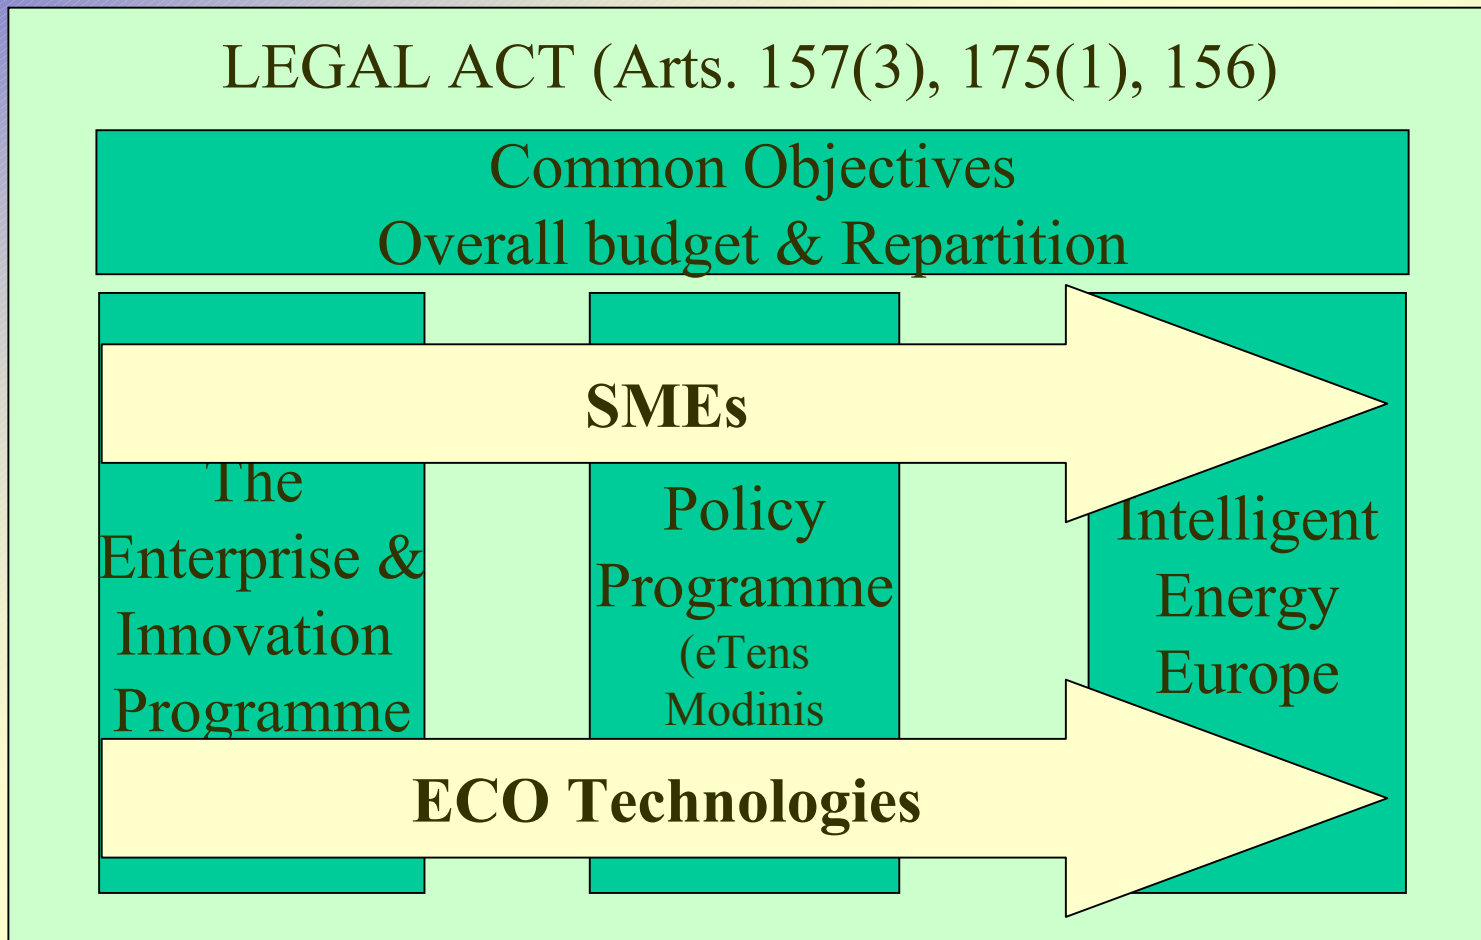 LEGAL ACT (Arts. 157(3), 175(1), 156)
Common Objectives
Overall budget & Repartition
SMEs
The
Enterprise &
Innovation
Programme
Policy
Programme
(eTens
Modinis
Intelligent
Energy
Europe
ECO Technologies